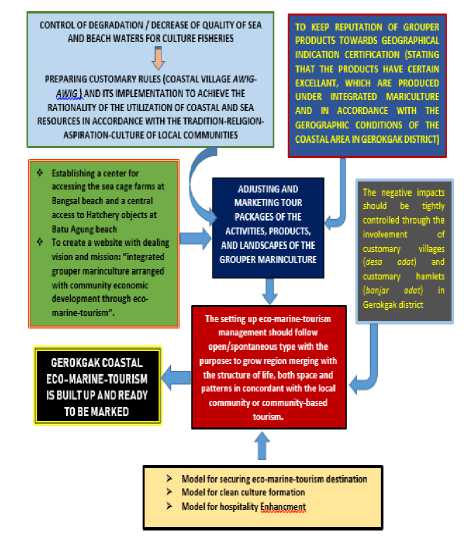 CONTROL OF DEGRADATION / DECREASE OF QUALITY OF SEA
AND BEACH WATERS FOR CULTURE FISHERIES
PREPARING CUSTOMARY RULES (COASTAL VILLAGE AWIG-
AWIG) AND ITS IMPLEMENTATION TO ACHIEVE THE
RATIONALITY OF THE UTILIZATION OF COASTAL AND SEA
RESOURCES IN ACCORDANCE WITH THE TRADITION-RELIGION-
ASPIRATION-CULTURE OF LOCAL COMMUNITIES
TO KEEP REPUTATION OF GROUPER
PRODUCTS TOWARDS GEOGRAPHICAL
INDICATION CERTIFICATION (STATING
THAT THE PRODUCTS HAVE CERTAIN
EXCELLANT, WHICH ARE PRODUCED
UNDER INTEGRATED MARICULTURE
AND IN ACCORDANCE WITH THE
GEROGRAPHIC CONDITIONS OF THE
COASTAL AREA IN GEROKGAK DISTRICT)
❖ Establishing a center for
accessing the sea cage farms at
Bangsal beach and a central
access to Hatchery objects at
Batu Agung beach
❖ To create a website with dealing
vision and mission: "integrated
grouper marinculture arranged
with community economic
development through eco-
marine-tourism".
ADJUSTING AND
MARKETING TOUR
PACKAGES OF THE
ACTIVITIES, PRODUCTS,
AND LANDSCAPES OF THE
GROUPER MARINCULTURE
The negative impacts
should be tightly
controlled through the
involvement of
customary villages
(desa adat) and
customary hamlets
(banjar adat) in
Gerokgak district
The setting up eco-marine-tourism
management should follow
open/spontaneous type with the
purpose: to grow region merging with
the structure of life, both space and
patterns in concordant with the local
community or community-based
tourism.
GEROKGAK COASTAL
ECO-MARINE-TOURISM
IS BUILT UP AND READY
TO BE MARKED
➢ Model for securing eco-marine-tourism destination
➢ Model for clean culture formation
➢ Model for hospitality Enhancment